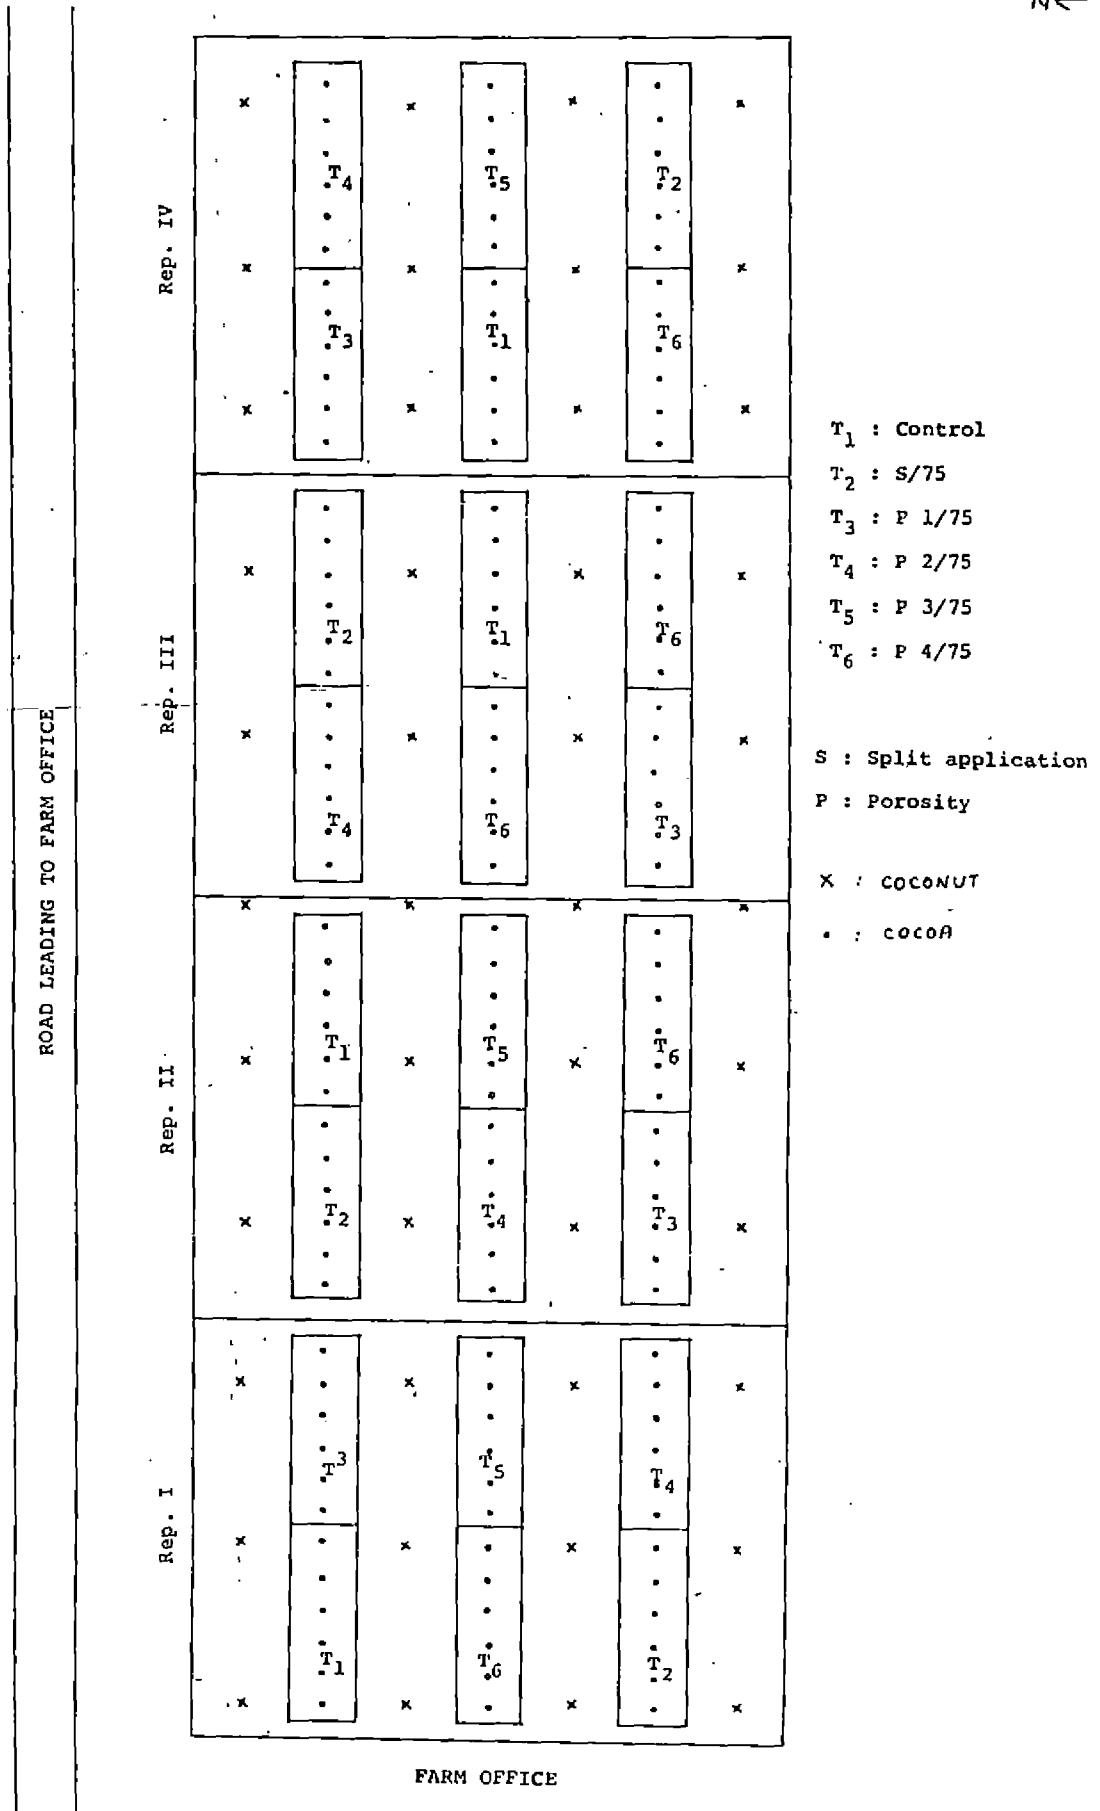 N
Rep. IV
T4 T5 T2
T3 T1 T6
T1 : Control
T2 : S/75
T3 : P 1/75
T4 : P 2/75
T5 : P 3/75
T6 : P 4/75
Rep. III
T2 T1 T6
T4 T6 T3
S : Split application
P : Porosity
X : COCONUT
• : COCOA
ROAD LEADING TO FARM OFFICE
Rep. II
T1 T5 T6
T2 T4 T3
Rep. I
T3 T5 T4
T1 T6 T2
FARM OFFICE